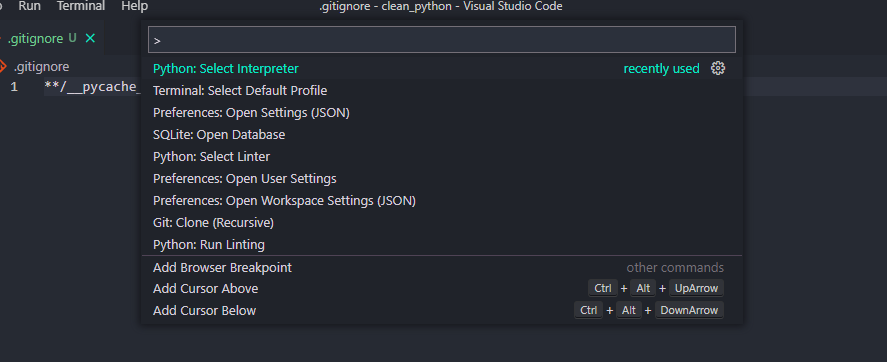 Run Terminal Help .gitignore - clean_python - Visual Studio Code
.gitignore U
>
Python: Select Interpreter recently used
.gitignore
Terminal: Select Default Profile
1 **/__pycache_
Preferences: Open Settings (JSON)
SQLite: Open Database
Python: Select Linter
Preferences: Open User Settings
Preferences: Open Workspace Settings (JSON)
Git: Clone (Recursive)
Python: Run Linting
Add Browser Breakpoint other commands
Add Cursor Above Ctrl + Alt + UpArrow
Add Cursor Below Ctrl + Alt + DownArrow